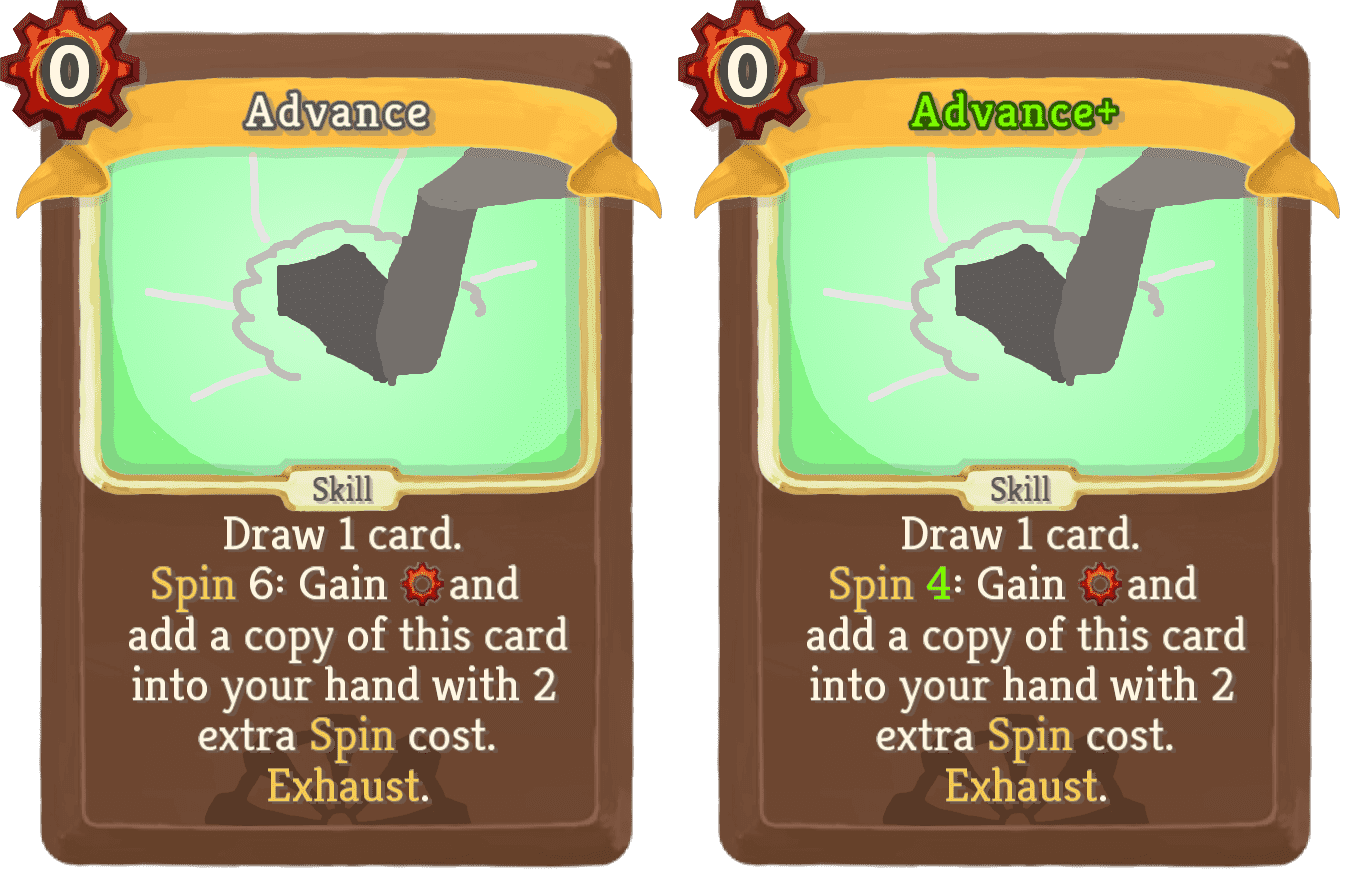 0
Advance
Skill
Draw 1 card.
Spin 6: Gain and
add a copy of this card
into your hand with 2
extra Spin cost.
Exhaust.
0
Advance+
Skill
Draw 1 card.
Spin 4: Gain and
add a copy of this card
into your hand with 2
extra Spin cost.
Exhaust.